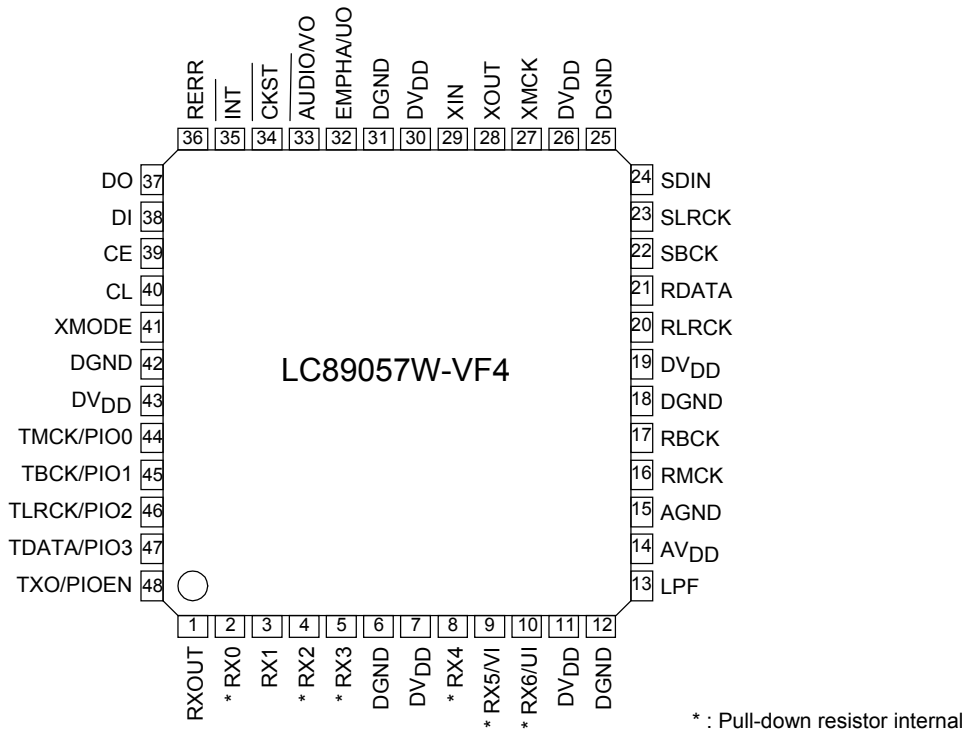 RERR
INT
CKST
AUDIO/VO
EMPHA/UO
DGND
DVDD
XIN
XOUT
XMCK
DVDD
DGND
36 35 34 33 32 31 30 29 28 27 26 25
DO 37
DI 38
CE 39
CL 40
XMODE 41
DGND 42
DVDD 43
TMCK/PIO0 44
TBCK/PIO1 45
TLRCK/PIO2 46
TDATA/PIO3 47
TXO/PIOEN 48
LC89057W-VF4
24 SDIN
23 SLRCK
22 SBCK
21 RDATA
20 RLRCK
19 DVDD
18 DGND
17 RBCK
16 RMCK
15 AGND
14 AVDD
13 LPF
1 2 3 4 5 6 7 8 9 10 11 12
RXOUT
* RX0
RX1
* RX2
* RX3
DGND
DVDD
* RX4
* RX5/VI
* RX6/UI
DVDD
DGND
* : Pull-down resistor internal